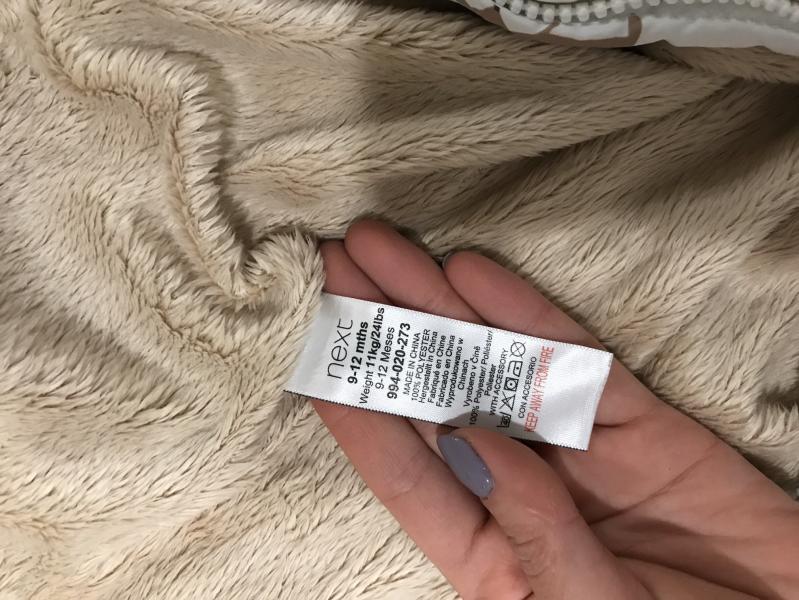 next
9-12 mths
Weight 11kg/24lbs
9-12 Meses
994-020-273
MADE IN CHINA
100% POLYESTER
Hergestellt in China
Fabriqué en Chine
Fabricado en China
Wyprodukowano w
Chinach
Vyrobeno v Číně
100% Polyester/ Poliéster/
Poliester
WITH ACCESSORY
CON ACCESORIO
KEEP AWAY FROM FIRE